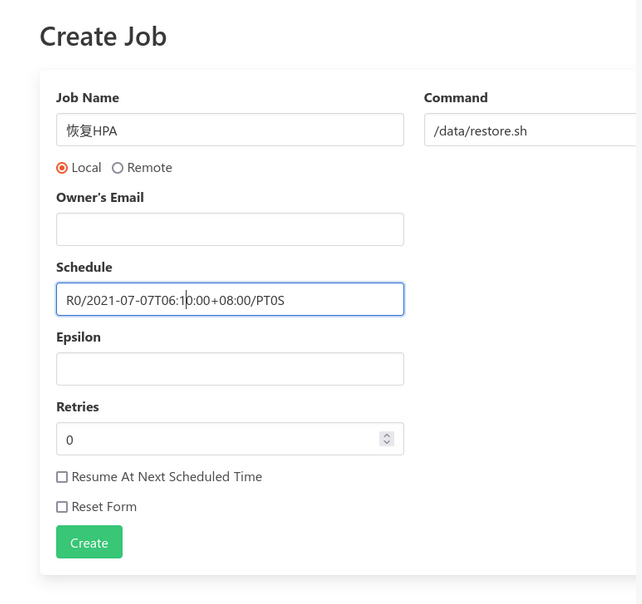 Create Job
Job Name
恢复HPA
Command
/data/restore.sh
Local
Remote
Owner's Email
Schedule
R0/2021-07-07T06:10:00+08:00/PT0S
Epsilon
Retries
0
Resume At Next Scheduled Time
Reset Form
Create